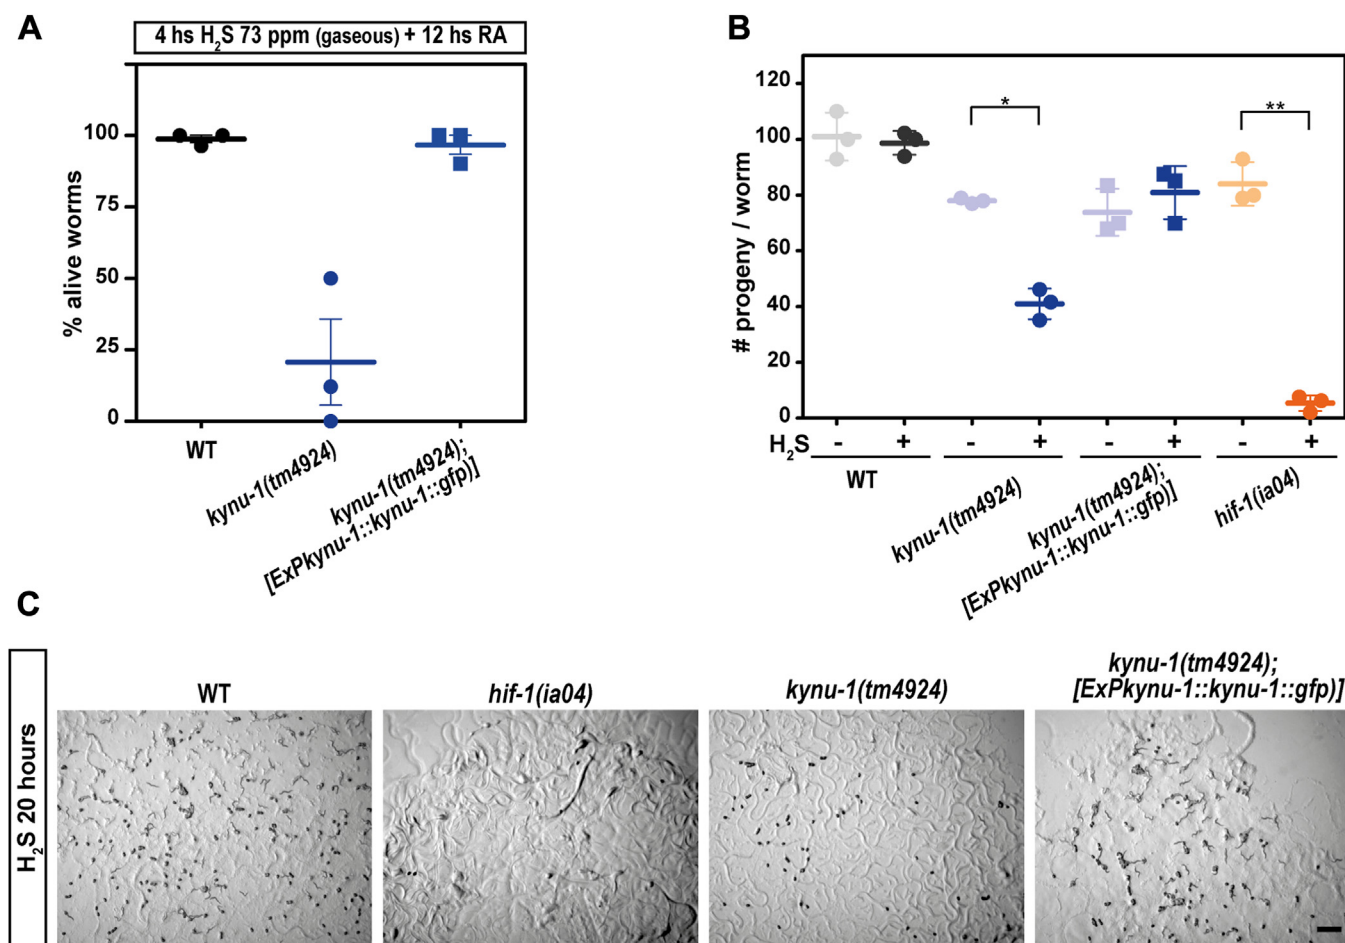 A
4 hs H2S 73 ppm (gaseous) + 12 hs RA
% alive worms
100
50
25
0
WT
kynu-1(tm4924)
kynu-1(tm4924);
[ExPkynu-1::kynu-1::gfp)]
B
# progeny / worm
120
100
80
60
40
20
0
*
**
H2S - + - + - + - +
WT
kynu-1(tm4924)
kynu-1(tm4924);
[ExPkynu-1::kynu-1::gfp)]
hif-1(ia04)
C
H2S 20 hours
WT
hif-1(ia04)
kynu-1(tm4924)
kynu-1(tm4924);
[ExPkynu-1::kynu-1::gfp)]